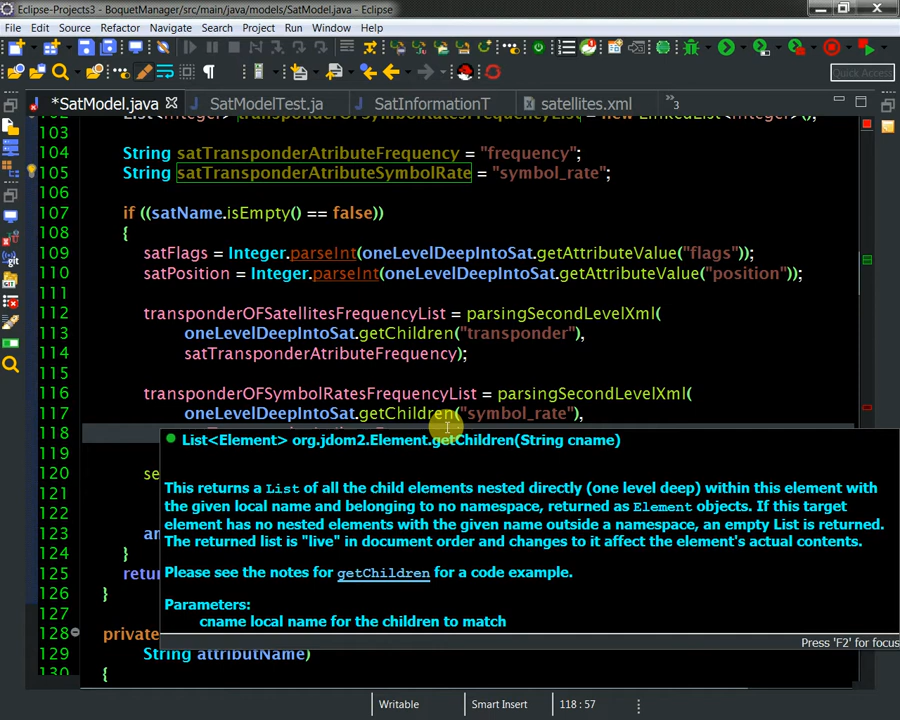 Eclipse-Projects3 - BoquetManager/src/main/java/models/SatModel.java - Eclipse
File Edit Source Refactor Navigate Search Project Run Window Help
Quick Access
*SatModel.java SatModelTest.ja SatInformationT satellites.xml »3
102 List<Integer> transponderOFSymbolRatesFrequencyList = new LinkedList<Integer>();
103
104 String satTransponderAtributeFrequency = "frequency";
105 String satTransponderAtributeSymbolRate = "symbol_rate";
106
107 if ((satName.isEmpty() == false))
108 {
109 satFlags = Integer.parseInt(oneLevelDeepIntoSat.getAttributeValue("flags"));
110 satPosition = Integer.parseInt(oneLevelDeepIntoSat.getAttributeValue("position"));
111
112 transponderOFSatellitesFrequencyList = parsingSecondLevelXml(
113 oneLevelDeepIntoSat.getChildren("transponder"),
114 satTransponderAtributeFrequency);
115
116 transponderOFSymbolRatesFrequencyList = parsingSecondLevelXml(
117 oneLevelDeepIntoSat.getChildren("symbol_rate"),
118
List<Element> org.jdom2.Element.getChildren(String cname)
This returns a List of all the child elements nested directly (one level deep) within this element with
the given local name and belonging to no namespace, returned as Element objects. If this target
element has no nested elements with the given name outside a namespace, an empty List is returned.
The returned list is "live" in document order and changes to it affect the element's actual contents.
Please see the notes for getChildren for a code example.
Parameters:
cname local name for the children to match
Press 'F2' for focus
120 se
121
122
123 an
124 }
125 retu
126 }
127
128 private
129 String attributName)
130 {
Writable Smart Insert 118 : 57